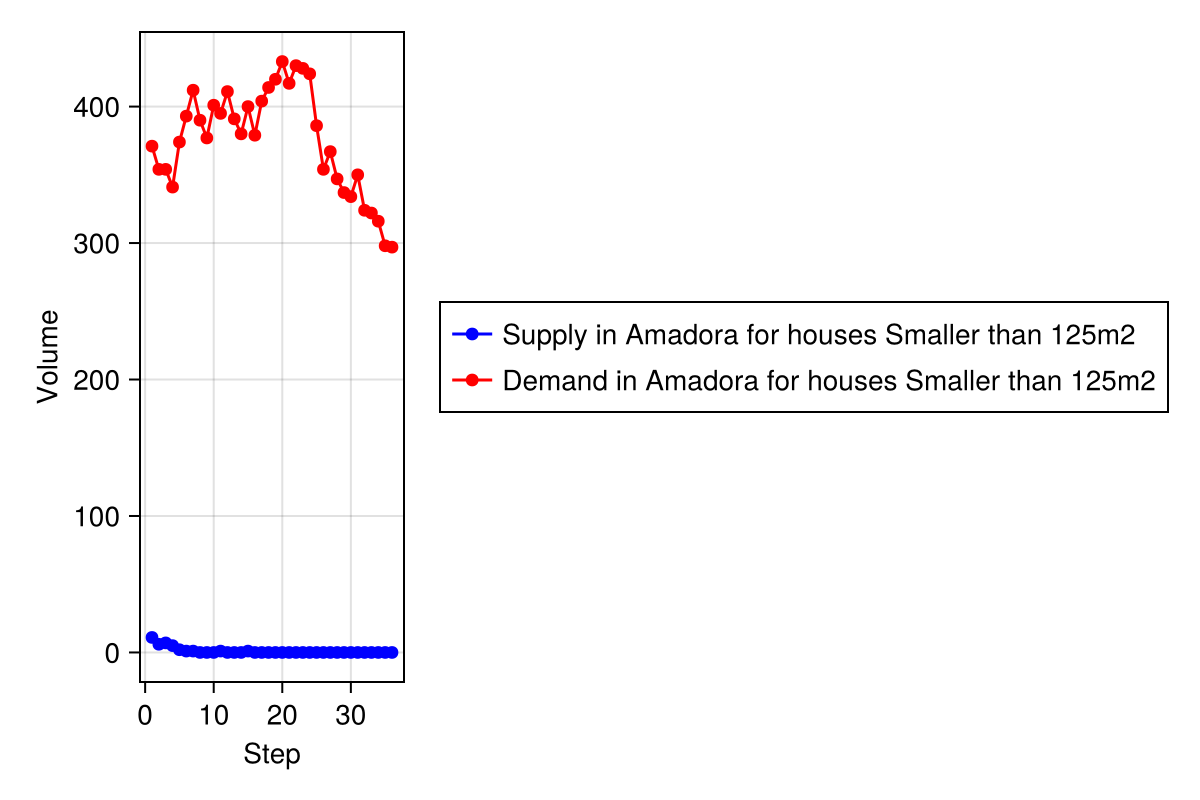 Volume
400
300
200
100
0
0 10 20 30
Step
Supply in Amadora for houses Smaller than 125m2
Demand in Amadora for houses Smaller than 125m2